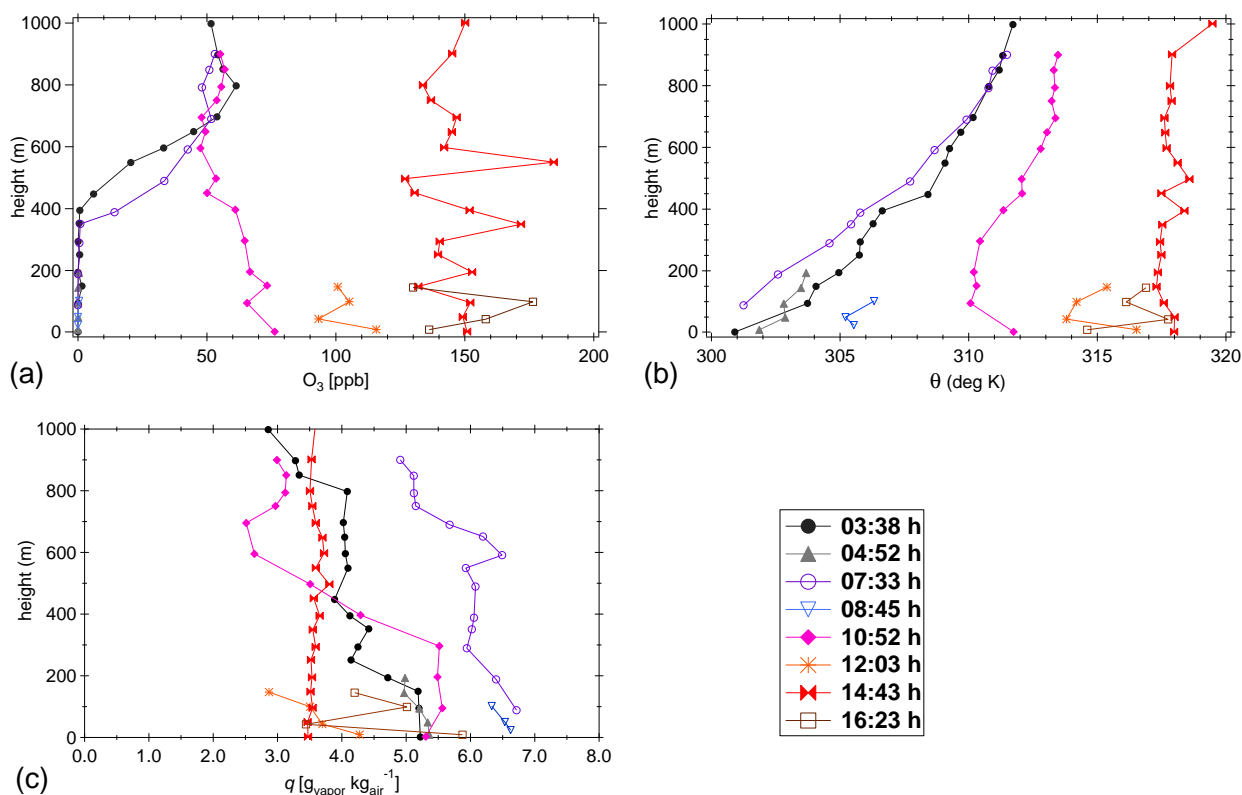 1000
800
600
400
200
0
height (m)
0
50
100
150
200
O3 [ppb]
(a)
1000
800
600
400
200
0
height (m)
300
305
310
315
320
θ (deg K)
(b)
1000
800
600
400
200
0
height (m)
0.0
1.0
2.0
3.0
4.0
5.0
6.0
7.0
8.0
q [gvapor kgair-1]
(c)
03:38 h
04:52 h
07:33 h
08:45 h
10:52 h
12:03 h
14:43 h
16:23 h